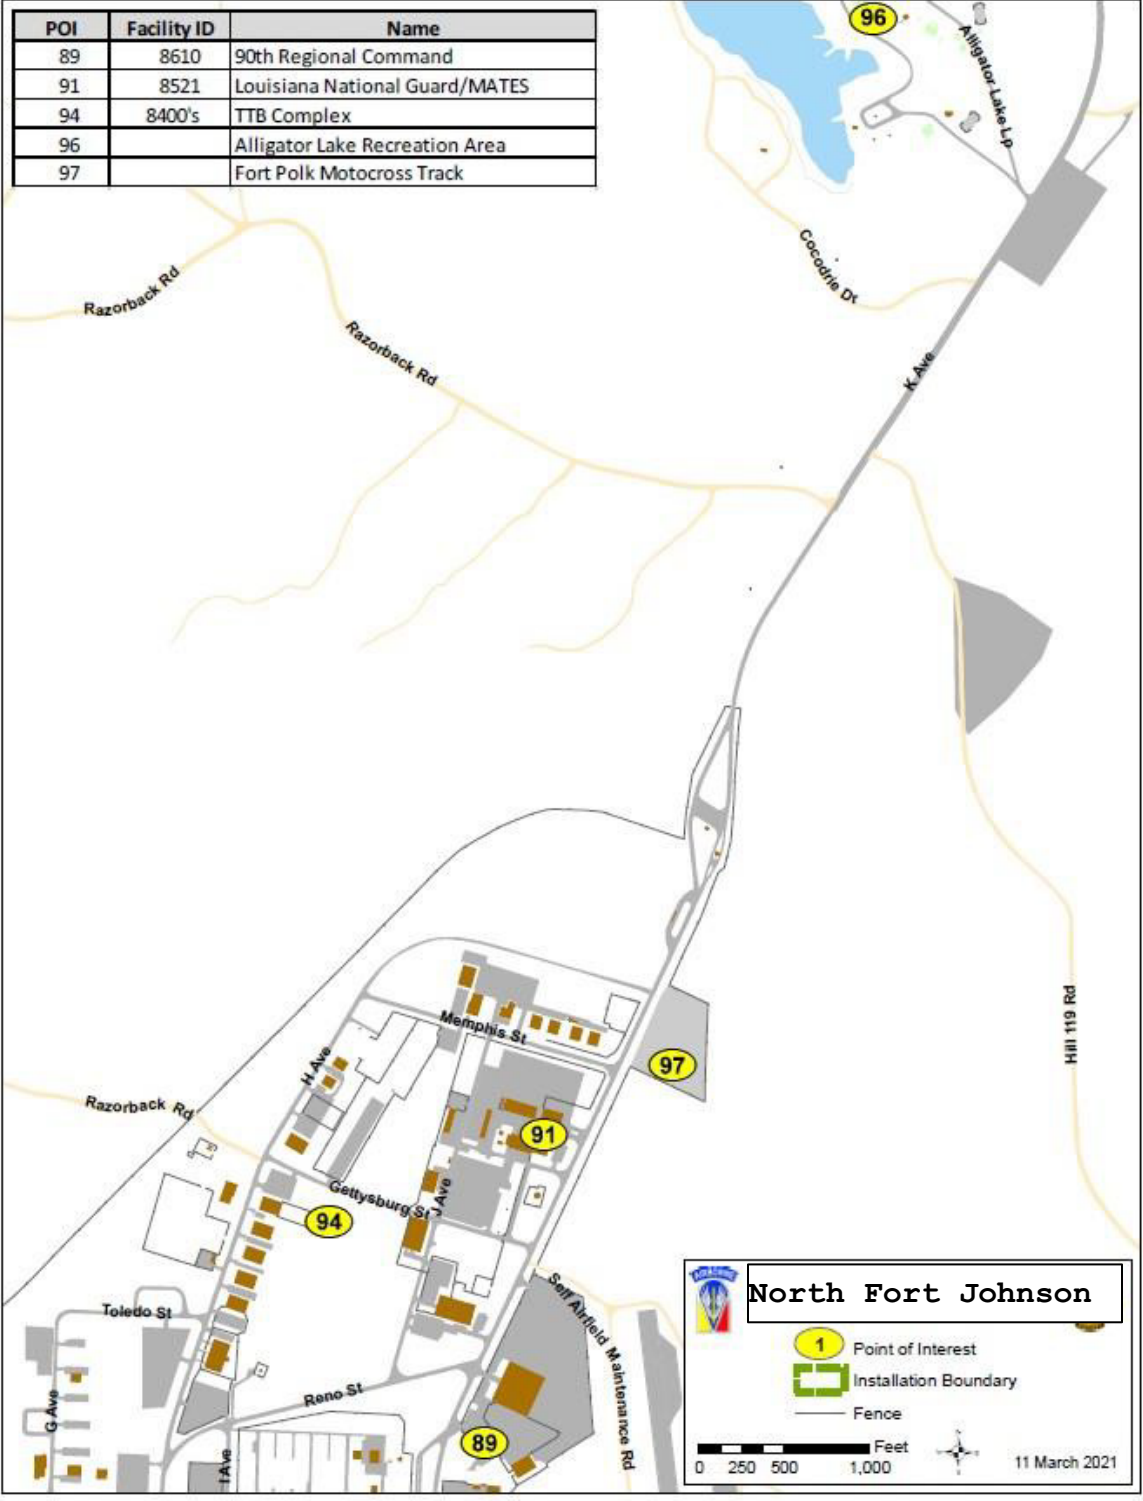 POI Facility ID Name
89 8610 90th Regional Command
91 8521 Louisiana National Guard/MATES
94 8400's TTB Complex
96 Alligator Lake Recreation Area
97 Fort Polk Motocross Track
96
Alligator Lake Lp
Cocodrie Dt
Razorback Rd
Razorback Rd
K Ave
Hill 119 Rd
Memphis St
H Ave
97
Razorback Rd
91
J Ave
Gettysburg St
94
Self Airfield Maintenance Rd
Toledo St
Reno St
G Ave
I Ave
89
AIRBORNE
North Fort Johnson
1 Point of Interest
Installation Boundary
Fence
Feet
0 250 500 1,000
11 March 2021